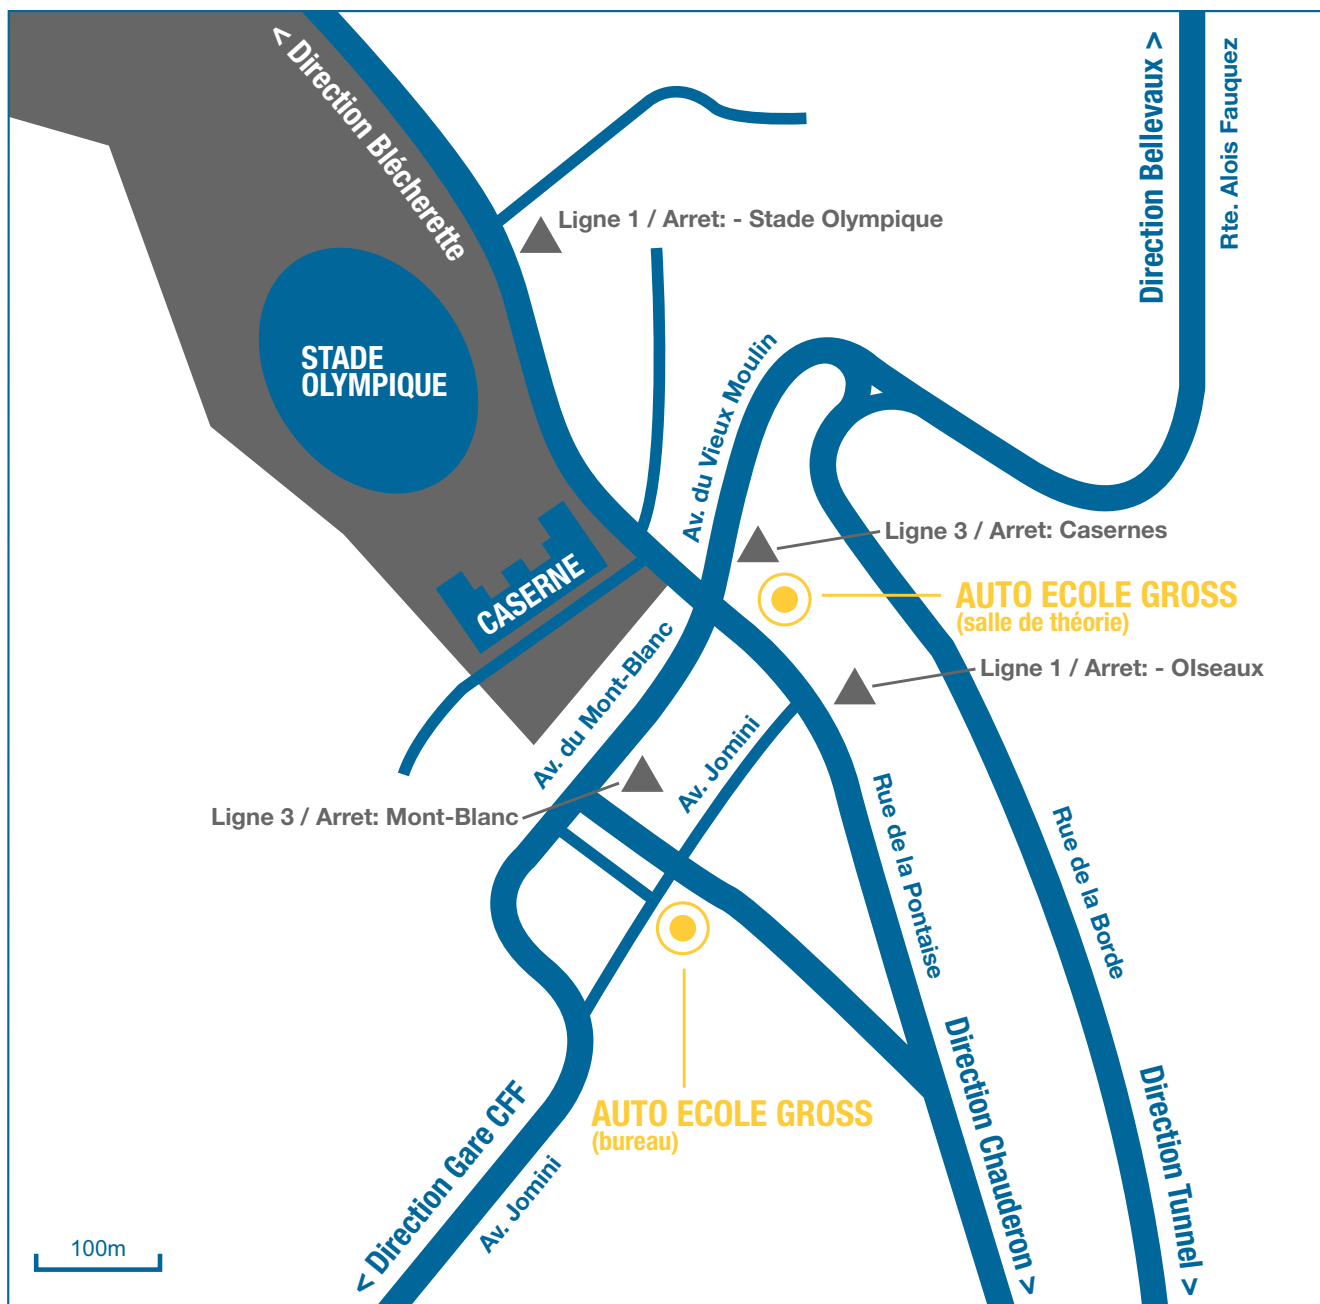 < Direction Blécherette
Direction Bellevaux >
Rte. Alois Fauquez
Ligne 1 / Arret: - Stade Olympique
STADE
OLYMPIQUE
Av. du Vieux Moulin
Ligne 3 / Arret: Casernes
CASERNE
AUTO ECOLE GROSS
(salle de théorie)
Ligne 1 / Arret: - OIseaux
Av. du Mont-Blanc
Av. Jomini
Ligne 3 / Arret: Mont-Blanc
Rue de la Pontaise
Rue de la Borde
AUTO ECOLE GROSS
(bureau)
< Direction Gare CFF
Av. Jomini
Direction Chauderon >
Direction Tunnel >
100m